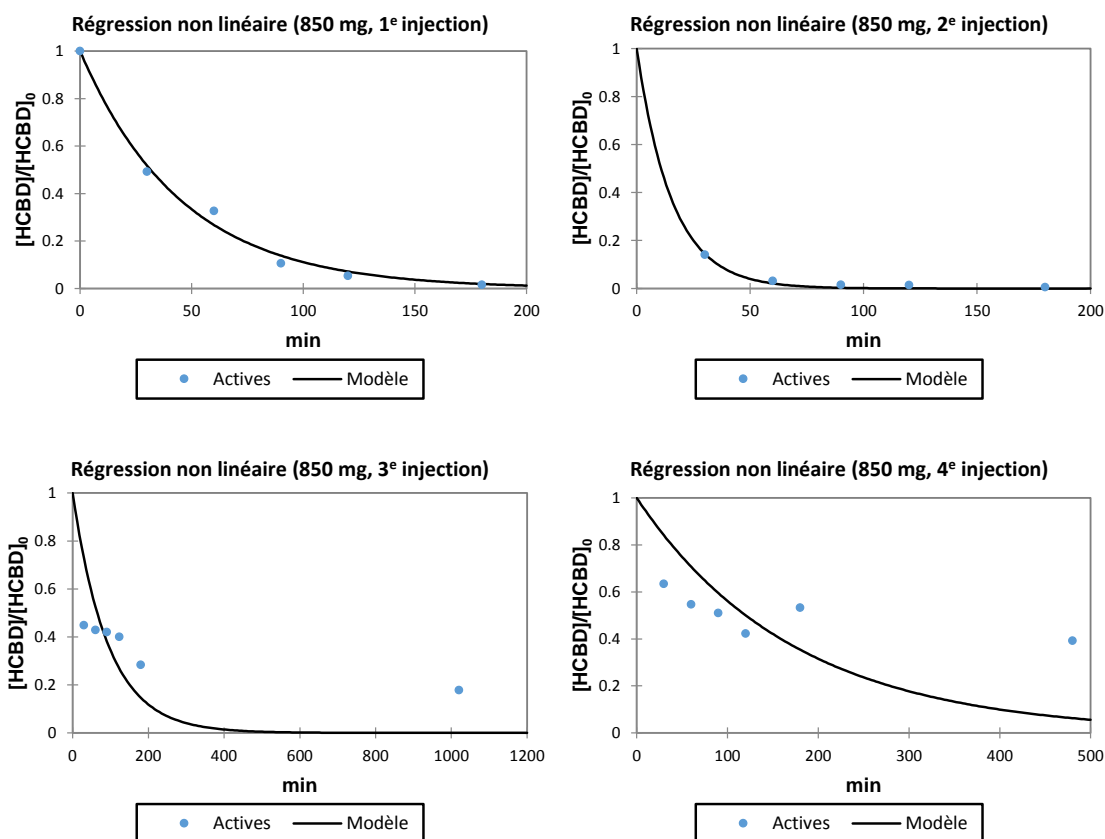 Régression non linéaire (850 mg, 1e injection)
1
0.8
0.6
0.4
0.2
0
[HCBD]/[HCBD]0
0 50 100 150 200
min
Actives Modèle
Régression non linéaire (850 mg, 2e injection)
1
0.8
0.6
0.4
0.2
0
[HCBD]/[HCBD]0
0 50 100 150 200
min
Actives Modèle
Régression non linéaire (850 mg, 3e injection)
1
0.8
0.6
0.4
0.2
0
[HCBD]/[HCBD]0
0 200 400 600 800 1000 1200
min
Actives Modèle
Régression non linéaire (850 mg, 4e injection)
1
0.8
0.6
0.4
0.2
0
[HCBD]/[HCBD]0
0 100 200 300 400 500
min
Actives Modèle